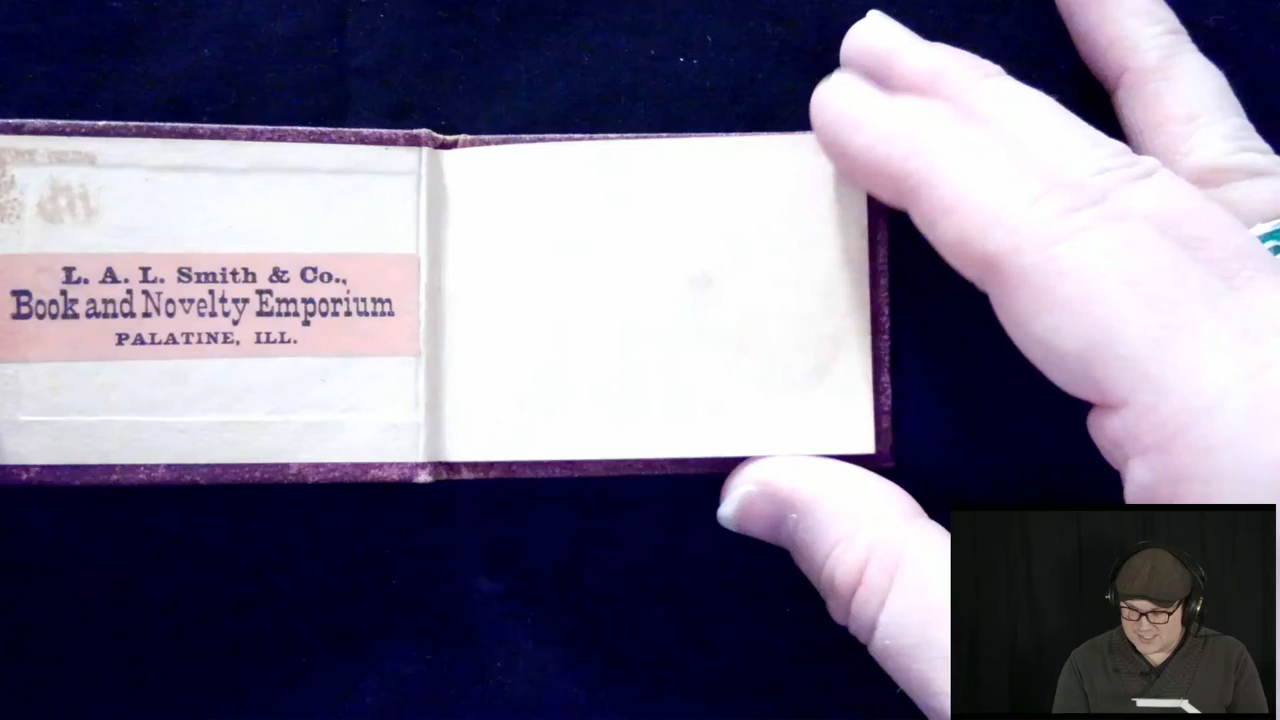 L. A. L. Smith & Co.,
Book and Novelty Emporium
PALATINE, ILL.